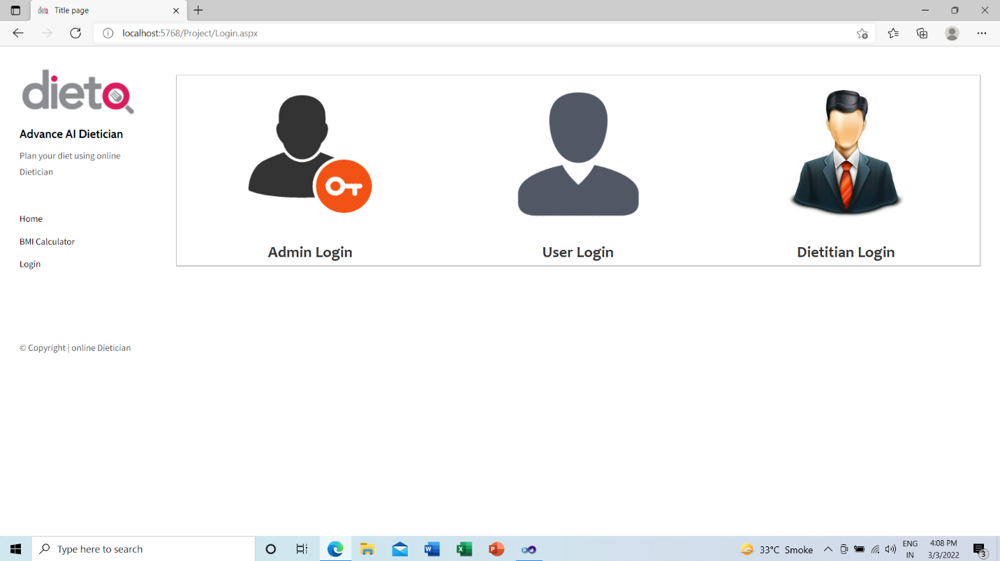 dieto Title page
localhost:5768/Project/Login.aspx
dieto
Advance AI Dietician
Plan your diet using online
Dietician
Home
BMI Calculator
Login
© Copyright | online Dietician
Admin Login
User Login
Dietitian Login
Type here to search
33°C Smoke
ENG
IN
4:08 PM
3/3/2022
3